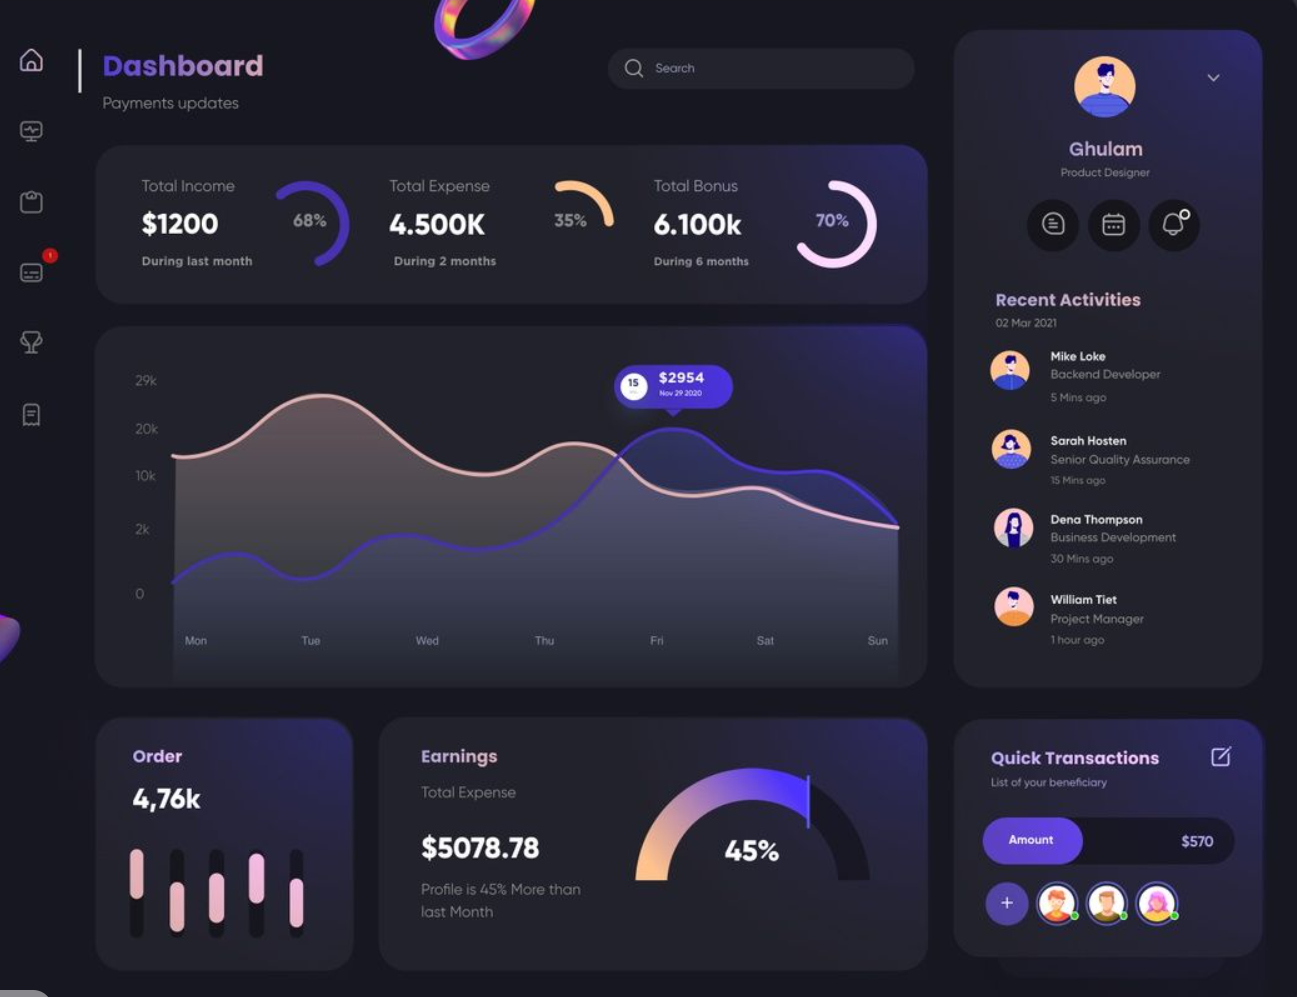 Dashboard
Payments updates
Search
Total Income
$1200
During last month
68%
Total Expense
4.500K
During 2 months
35%
Total Bonus
6.100k
During 6 months
70%
29k
20k
10k
2k
0
15
$2954
Nov 29 2020
Mon Tue Wed Thu Fri Sat Sun
Order
4,76k
Earnings
Total Expense
$5078.78
Profile is 45% More than
last Month
45%
Ghulam
Product Designer
Recent Activities
02 Mar 2021
Mike Loke
Backend Developer
5 Mins ago
Sarah Hosten
Senior Quality Assurance
15 Mins ago
Dena Thompson
Business Development
30 Mins ago
William Tiet
Project Manager
1 hour ago
Quick Transactions
List of your beneficiary
Amount $570
+